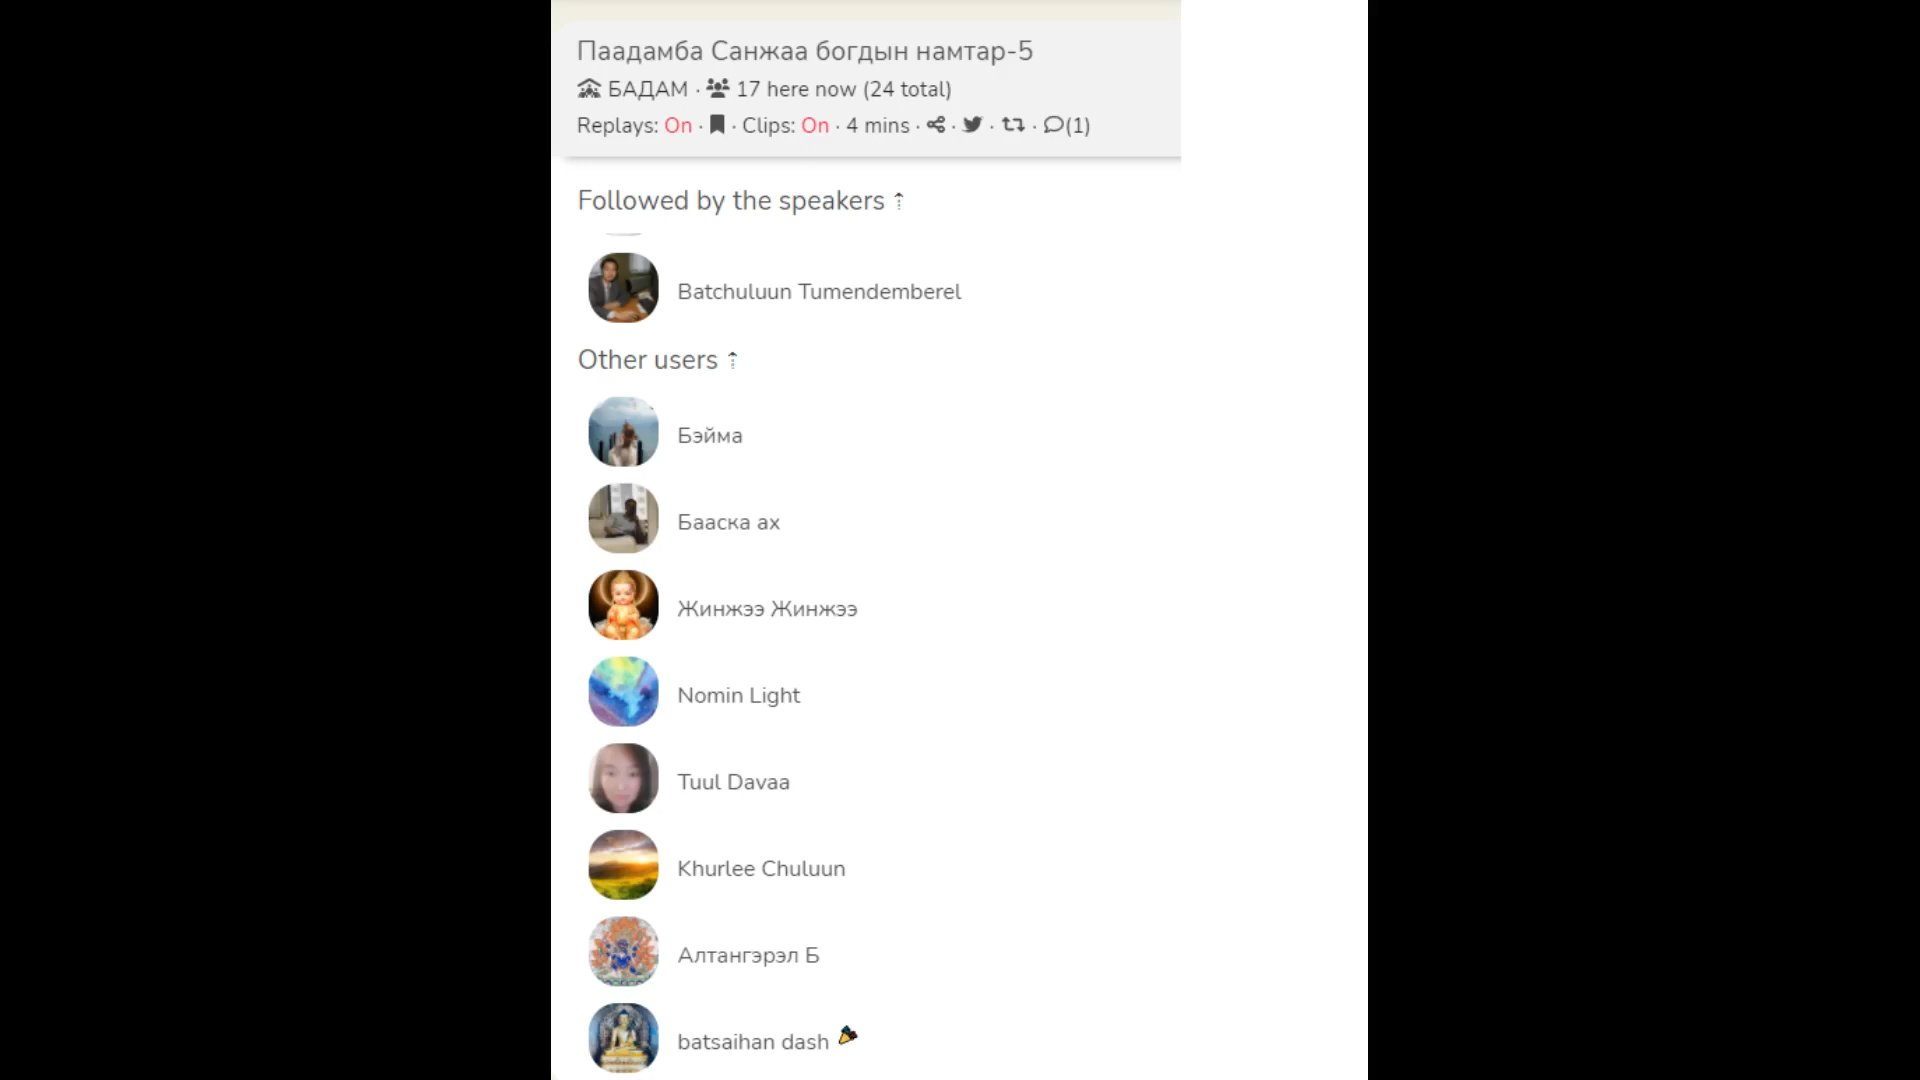 Паадамба Санжаа богдын намтар-5
БАДАМ · 17 here now (24 total)
Replays: On · · Clips: On · 4 mins · · · · (1)
Followed by the speakers ⇡
Batchuluun Tumendemberel
Other users ⇡
Бэйма
Бааска ах
Жинжээ Жинжээ
Nomin Light
Tuul Davaa
Khurlee Chuluun
Алтангэрэл Б
batsaihan dash 🎉